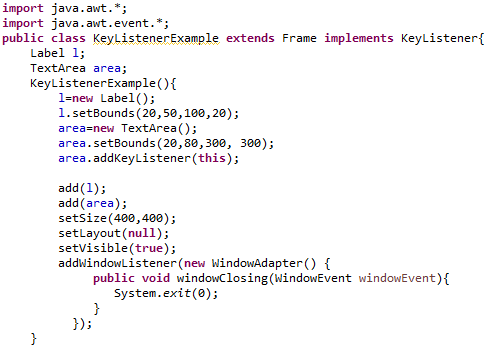 import java.awt.*;
import java.awt.event.*;
public class KeyListenerExample extends Frame implements KeyListener{
    Label l;
    TextArea area;
    KeyListenerExample(){
        l=new Label();
        l.setBounds(20,50,100,20);
        area=new TextArea();
        area.setBounds(20,80,300, 300);
        area.addKeyListener(this);

        add(l);
        add(area);
        setSize(400,400);
        setLayout(null);
        setVisible(true);
        addWindowListener(new WindowAdapter() {
             public void windowClosing(WindowEvent windowEvent){
                System.exit(0);
             }
          });
    }